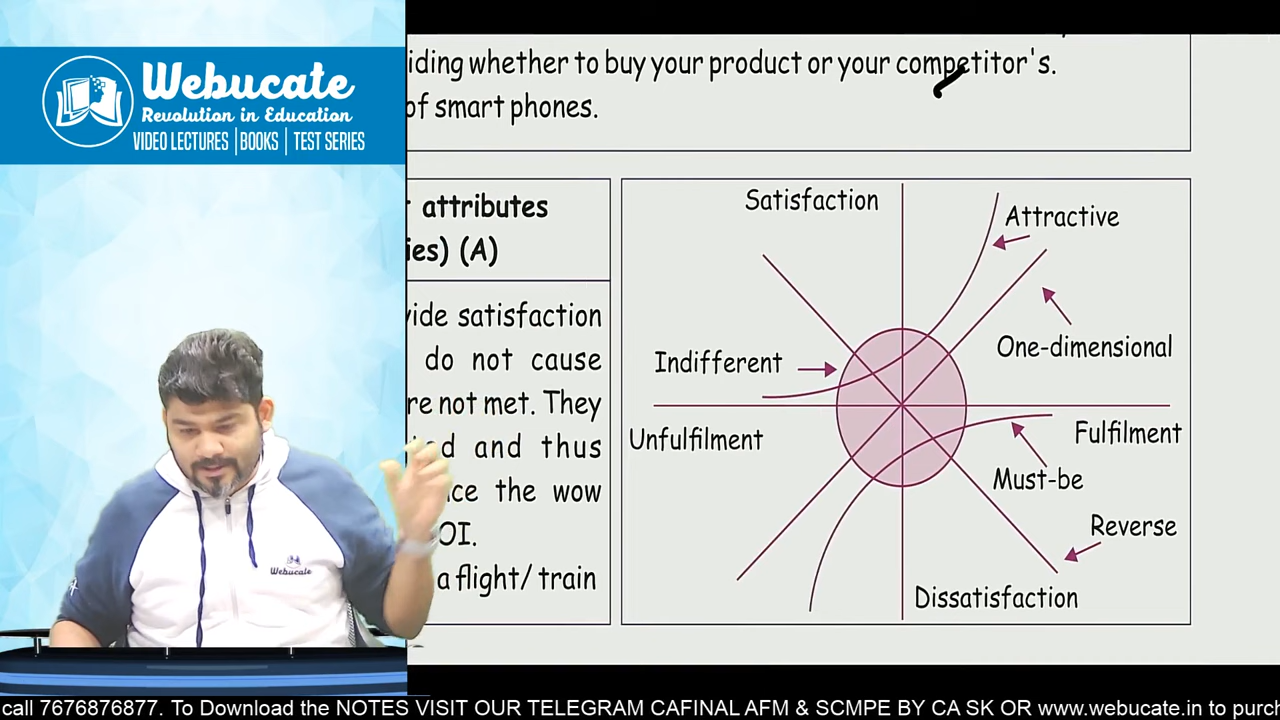 Webucate
Revolution in Education
VIDEO LECTURES | BOOKS | TEST SERIES
iding whether to buy your product or your competitor's.
of smart phones.
attributes
ies) (A)
vide satisfaction
do not cause
re not met. They
and thus
the wow
OI.
a flight/ train
Satisfaction
Attractive
One-dimensional
Indifferent
Unfulfilment
Fulfilment
Must-be
Reverse
Dissatisfaction
Webucate
call 7676876877. To Download the NOTES VISIT OUR TELEGRAM CAFINAL AFM & SCMPE BY CA SK OR www.webucate.in to purch